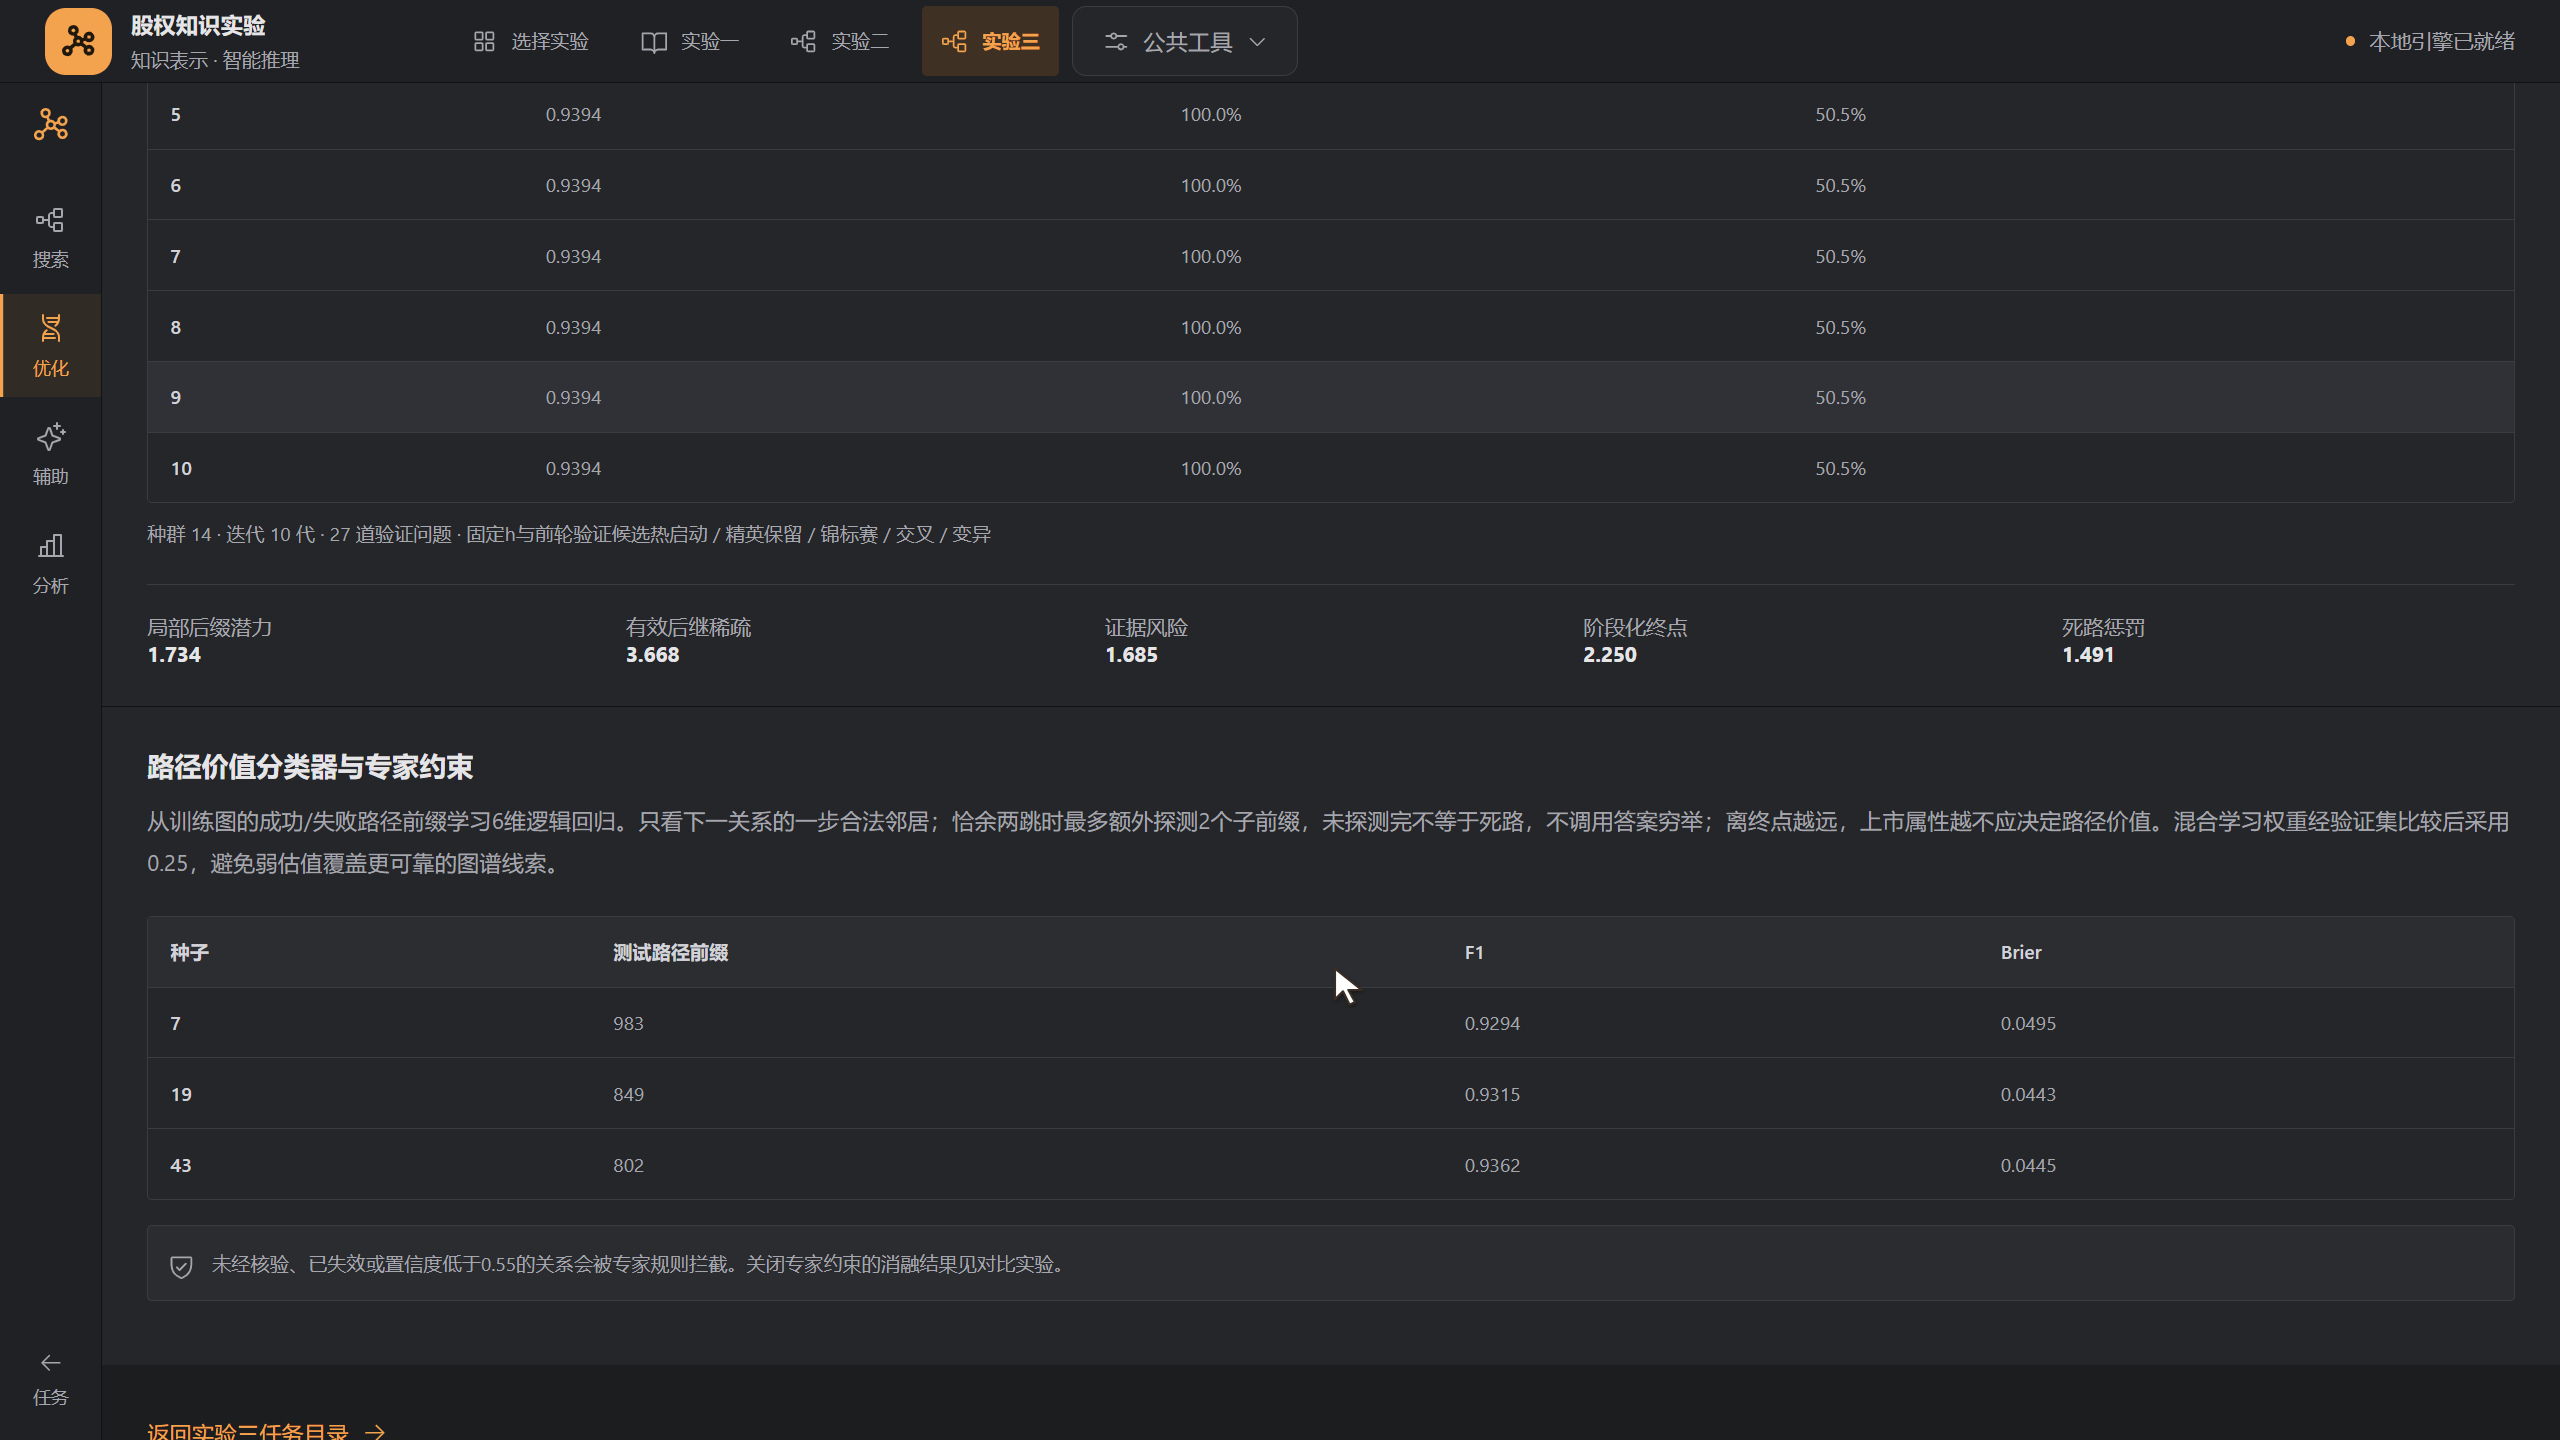 股权知识实验
知识表示 · 智能推理
选择实验
实验一
实验二
实验三
公共工具
本地引擎已就绪
搜索
优化
辅助
分析
任务
5 0.9394 100.0% 50.5%
6 0.9394 100.0% 50.5%
7 0.9394 100.0% 50.5%
8 0.9394 100.0% 50.5%
9 0.9394 100.0% 50.5%
10 0.9394 100.0% 50.5%
种群 14 · 迭代 10 代 · 27 道验证问题 · 固定h与前轮验证候选热启动 / 精英保留 / 锦标赛 / 交叉 / 变异
局部后缀潜力 有效后继稀疏 证据风险 阶段化终点 死路惩罚
1.734 3.668 1.685 2.250 1.491
路径价值分类器与专家约束
从训练图的成功/失败路径前缀学习6维逻辑回归。只看下一关系的一步合法邻居；恰余两跳时最多额外探测2个子前缀，未探测完不等于死路，不调用答案穷举；离终点越远，上市属性越不应决定路径价值。混合学习权重经验证集比较后采用
0.25，避免弱估值覆盖更可靠的图谱线索。
种子 测试路径前缀 F1 Brier
7 983 0.9294 0.0495
19 849 0.9315 0.0443
43 802 0.9362 0.0445
未经核验、已失效或置信度低于0.55的关系会被专家规则拦截。关闭专家约束的消融结果见对比实验。
返回实验三任务目录